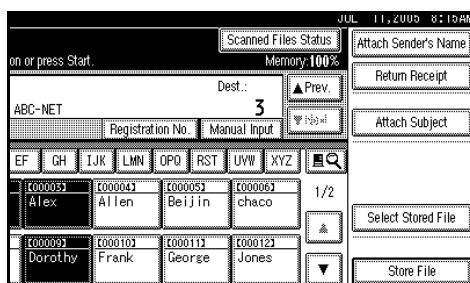 JUL 11,2005 8:15AM
Scanned Files Status
Attach Sender's Name
on or press Start.
Memory:100%
Return Receipt
Dest.:
▲Prev.
ABC-NET
3
▼Next
Attach Subject
Registration No.
Manual Input
EF GH IJK LMN OPQ RST UVW XYZ
[00003] [00004] [00005] [00006]
Alex Allen Beijin chaco
1/2
Select Stored File
[00009] [00010] [00011] [00012]
Dorothy Frank George Jones
Store File